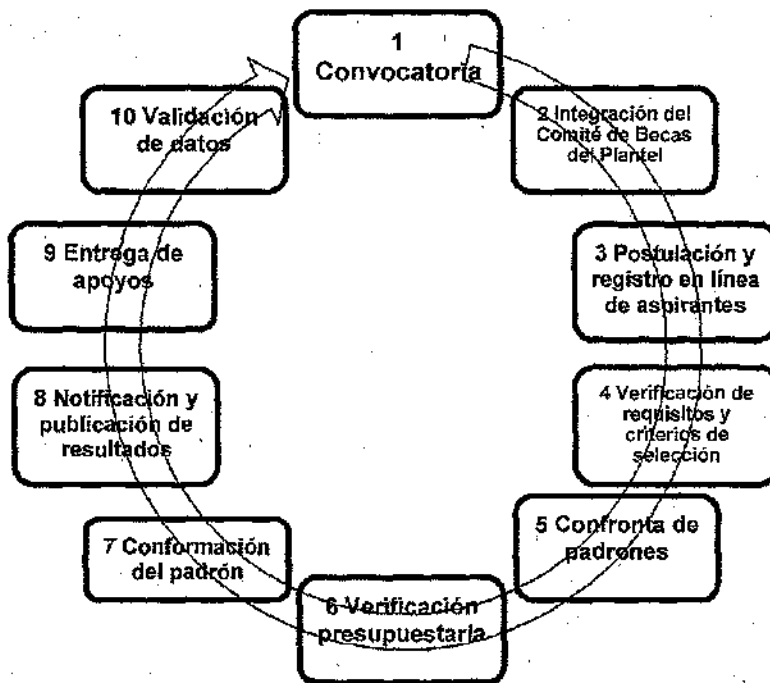 1
Convocatoria
2 Integración del
Comité de Becas
del Plantel
3 Postulación y
registro en línea
de aspirantes
4 Verificación de
requisitos y
criterios de
selección
5 Confronta de
padrones
6 Verificación
presupuestaria
7 Conformación
del padrón
8 Notificación y
publicación de
resultados
9 Entrega de
apoyos
10 Validación
de datos